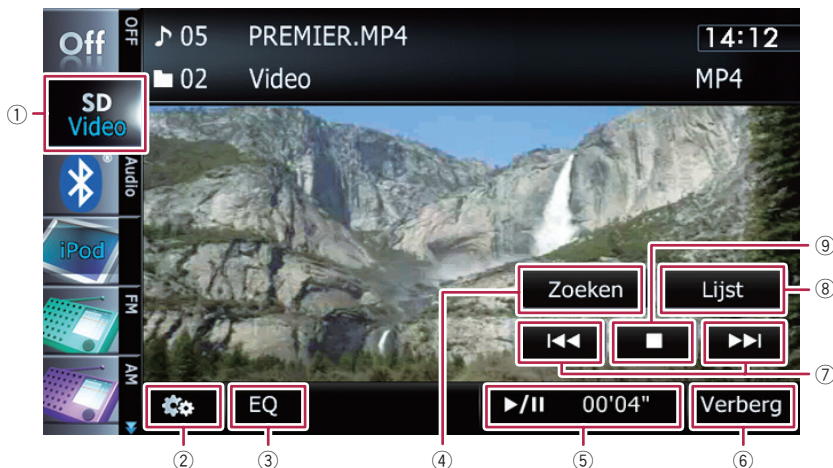 Off
OFF
♪ 05 PREMIER.MP4
14:12
02 Video
MP4
①
SD
Video
Audio
iPod
FM
AM
⑨
Zoeken
Lijst
⑧
⑦
EQ
►/II 00'04"
Verberg
②
③
④
⑤
⑥